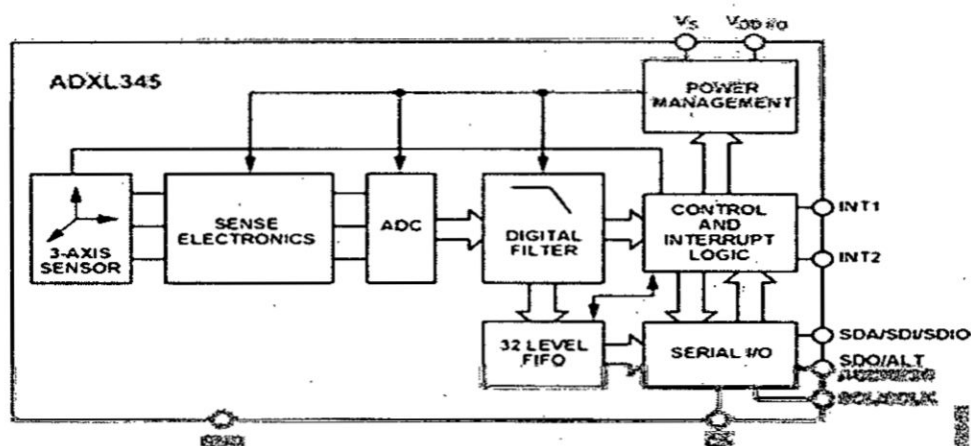 VS
VDD I/O
ADXL345
POWER
MANAGEMENT
3-AXIS
SENSOR
SENSE
ELECTRONICS
ADC
DIGITAL
FILTER
CONTROL
AND
INTERRUPT
LOGIC
INT1
INT2
32 LEVEL
FIFO
SERIAL I/O
SDA/SDI/SDIO
SDO/ALT